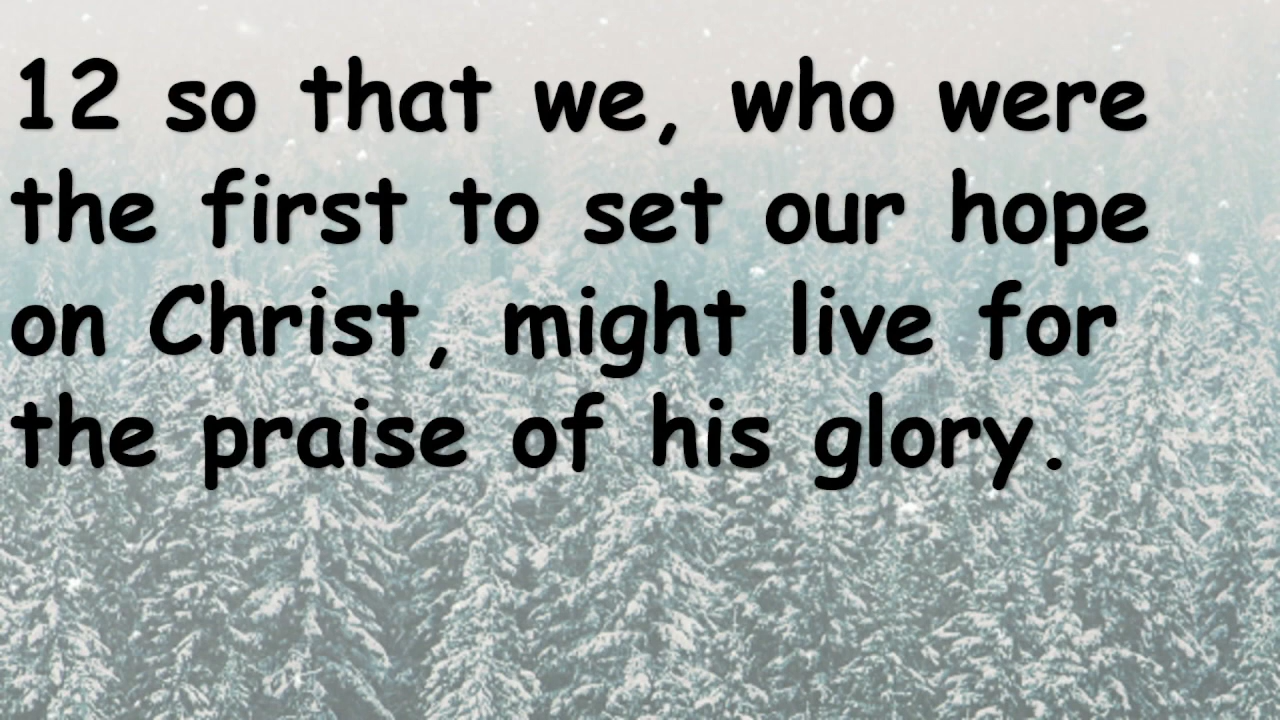 12 so that we, who were
the first to set our hope
on Christ, might live for
the praise of his glory.